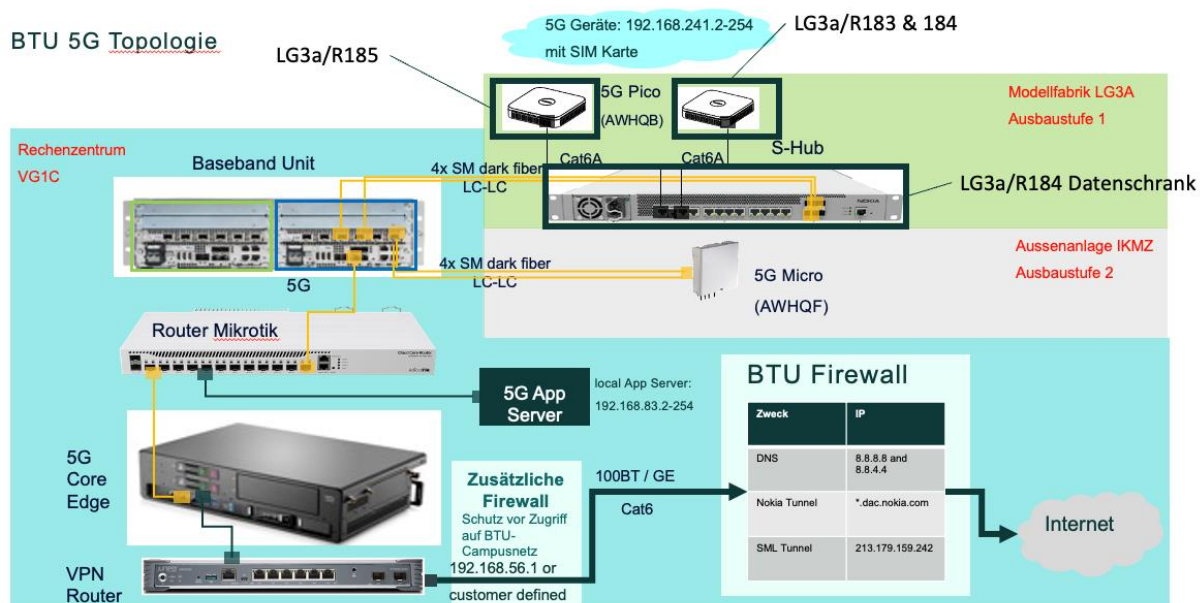 BTU 5G Topologie
LG3a/R185
5G Geräte: 192.168.241.2-254
mit SIM Karte
LG3a/R183 & 184
5G Pico
(AWHQB)
Modellfabrik LG3A
Ausbaustufe 1
Rechenzentrum
VG1C
Baseband Unit
4x SM dark fiber
LC-LC
Cat6A
Cat6A
S-Hub
NOKIA
LG3a/R184 Datenschrank
Aussenanlage IKMZ
Ausbaustufe 2
4x SM dark fiber
LC-LC
5G Micro
(AWHQF)
5G
Router Mikrotik
5G App
Server
local App Server:
192.168.83.2-254
BTU Firewall
Zweck IP
DNS 8.8.8.8 and
8.8.4.4
Nokia Tunnel *.dac.nokia.com
SML Tunnel 213.179.159.242
5G
Core
Edge
Zusätzliche
Firewall
Schutz vor Zugriff
auf BTU-
Campusnetz
192.168.56.1 or
customer defined
100BT / GE
Cat6
Internet
VPN
Router